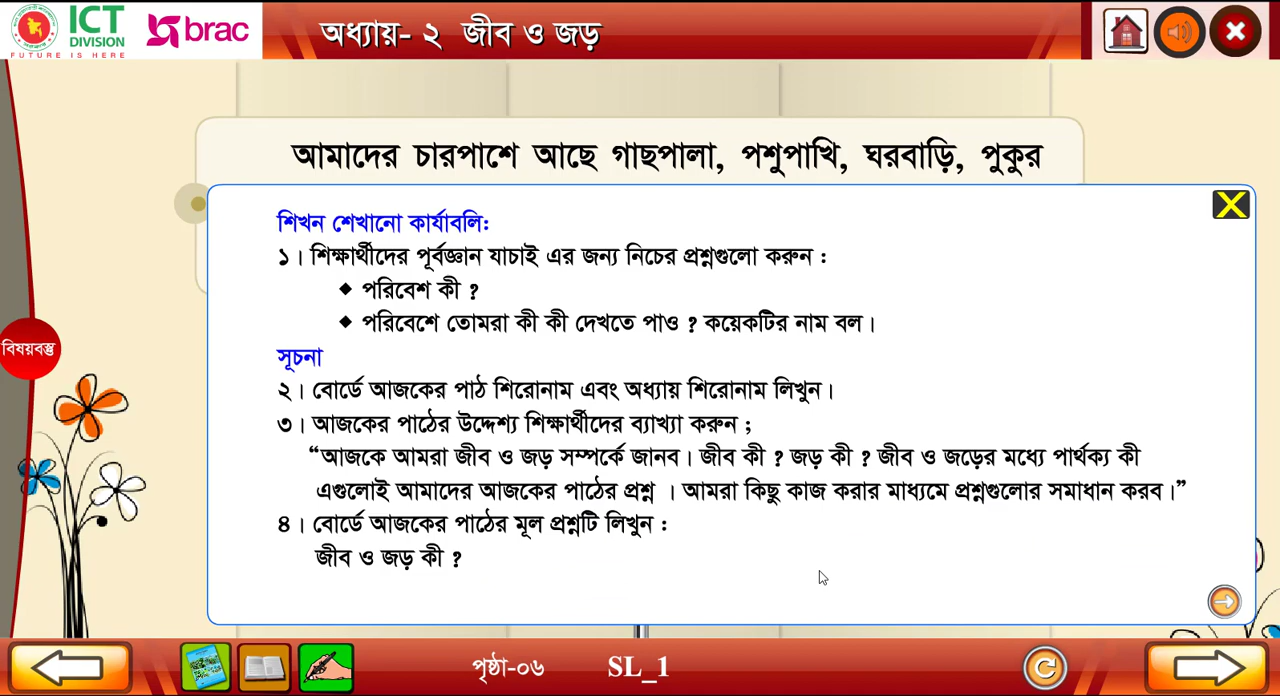 ICT
DIVISION
FUTURE IS HERE
brac
অধ্যায়- ২ জীব ও জড়
আমাদের চারপাশে আছে গাছপালা, পশুপাখি, ঘরবাড়ি, পুকুর
শিখন শেখানো কার্যাবলি:
১। শিক্ষার্থীদের পূর্বজ্ঞান যাচাই এর জন্য নিচের প্রশ্নগুলো করুন :
◆ পরিবেশ কী ?
◆ পরিবেশে তোমরা কী কী দেখতে পাও ? কয়েকটির নাম বল।
সূচনা
২। বোর্ডে আজকের পাঠ শিরোনাম এবং অধ্যায় শিরোনাম লিখুন।
৩। আজকের পাঠের উদ্দেশ্য শিক্ষার্থীদের ব্যাখ্যা করুন ;
“আজকে আমরা জীব ও জড় সম্পর্কে জানব। জীব কী ? জড় কী ? জীব ও জড়ের মধ্যে পার্থক্য কী
এগুলোই আমাদের আজকের পাঠের প্রশ্ন । আমরা কিছু কাজ করার মাধ্যমে প্রশ্নগুলোর সমাধান করব।”
৪। বোর্ডে আজকের পাঠের মূল প্রশ্নটি লিখুন :
জীব ও জড় কী ?
বিষয়বস্তু
পৃষ্ঠা-০৬ SL_1